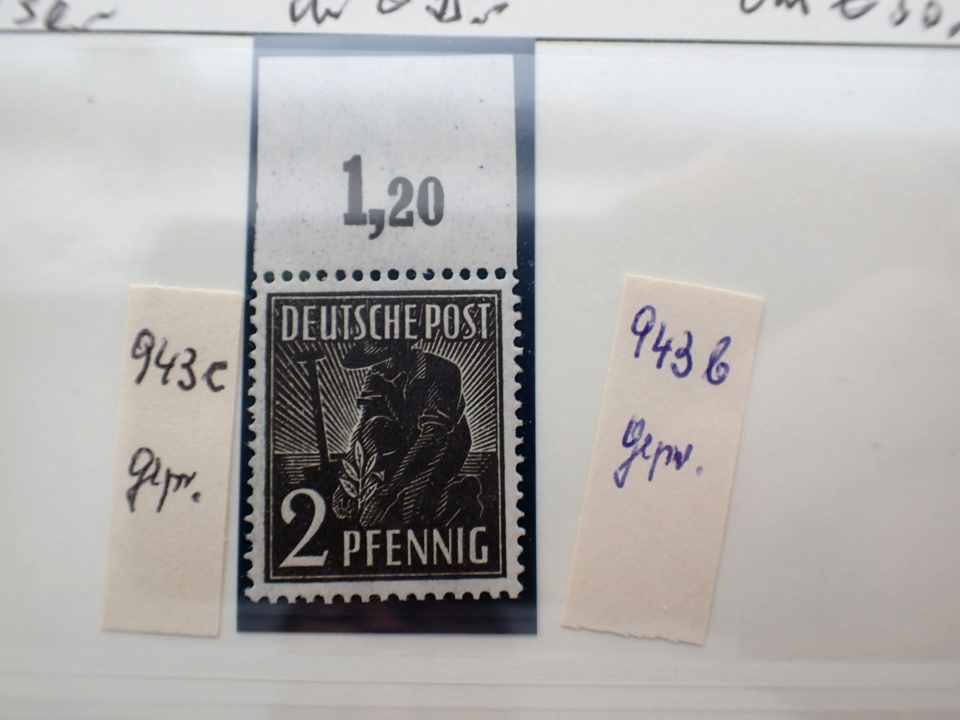 1,20
DEUTSCHE POST
2 PFENNIG
943c
gepr.
943b
gepr.